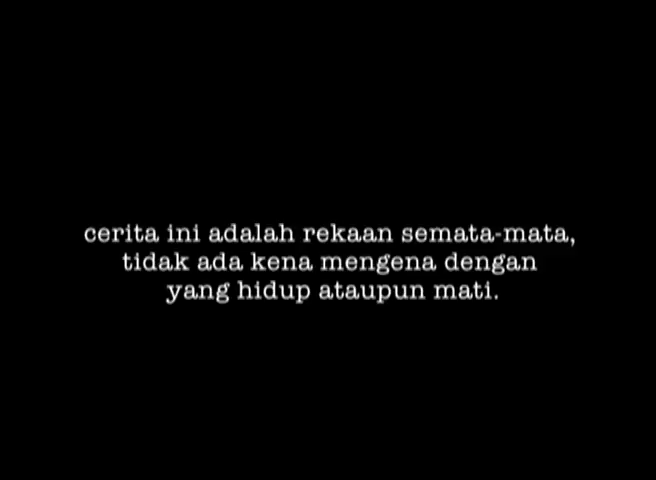 cerita ini adalah rekaan semata-mata,
tidak ada kena mengena dengan
yang hidup ataupun mati.